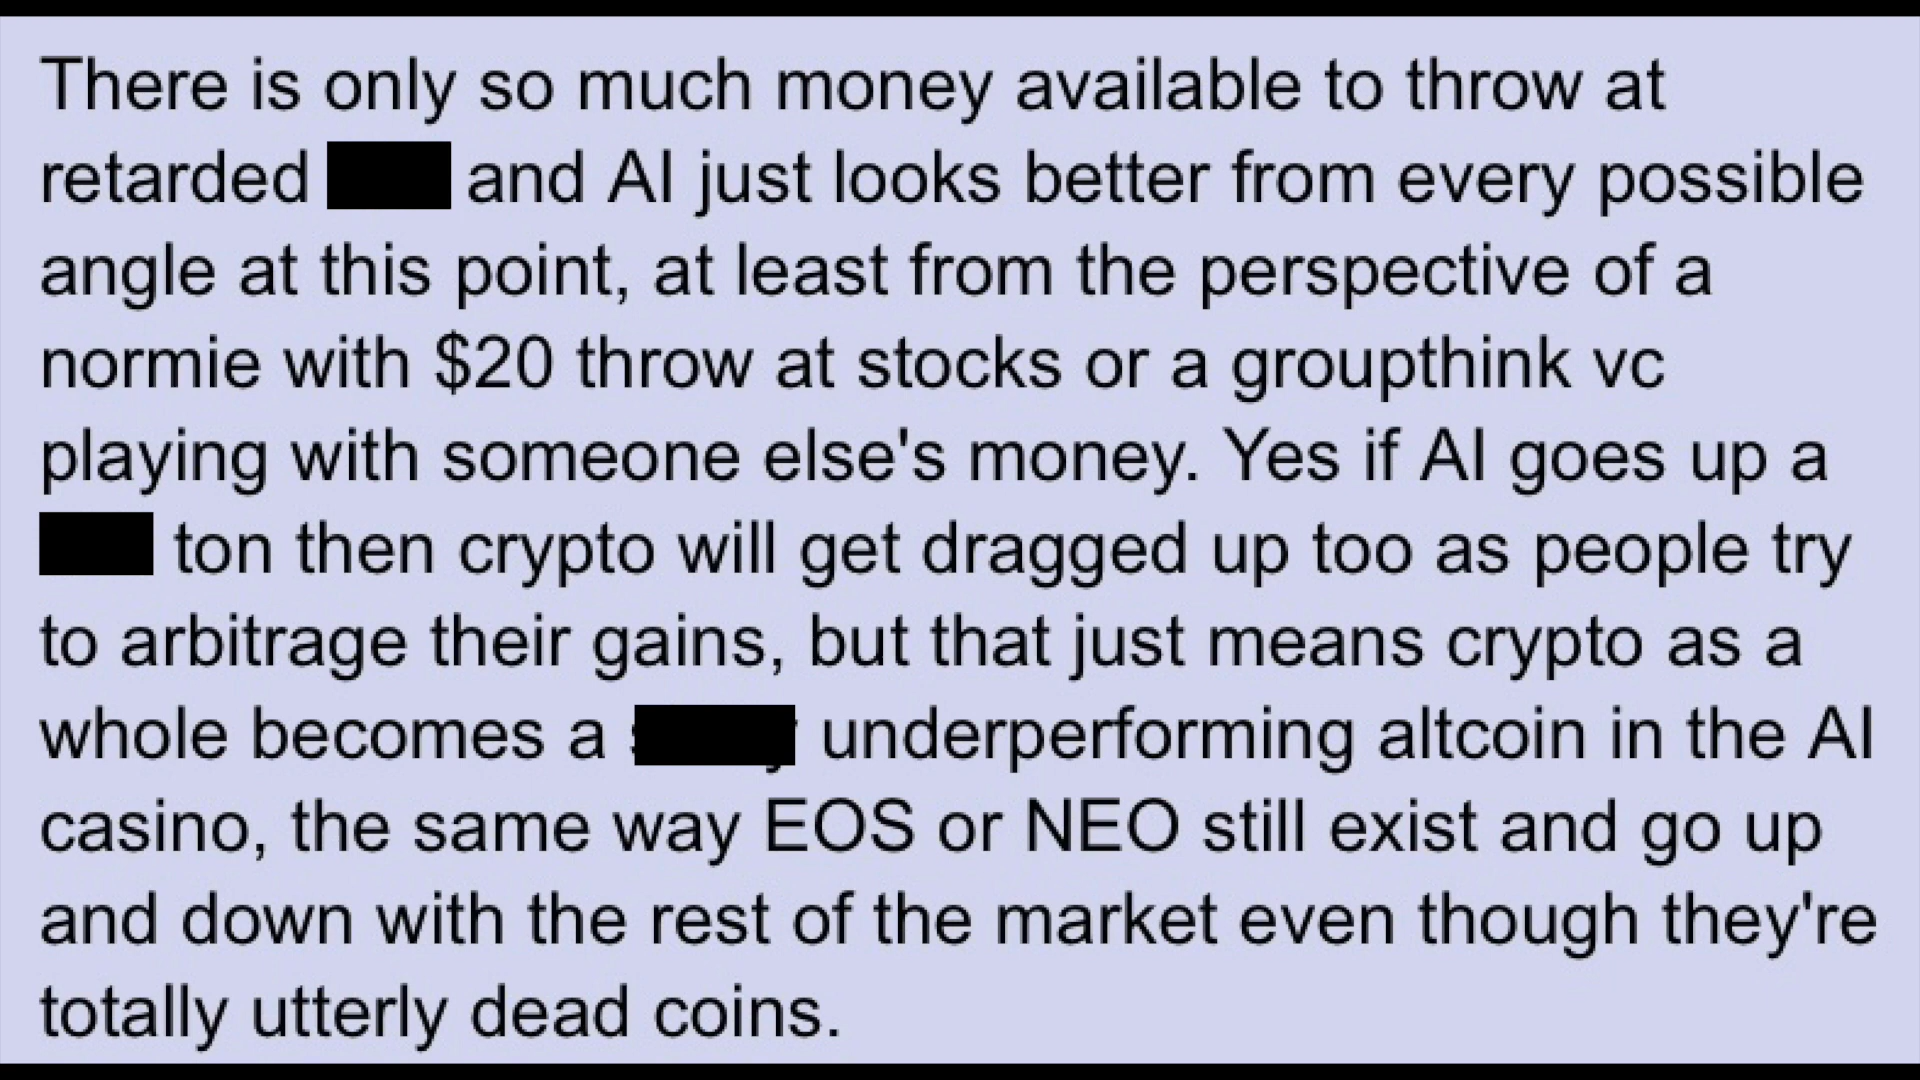 There is only so much money available to throw at
retarded and AI just looks better from every possible
angle at this point, at least from the perspective of a
normie with $20 throw at stocks or a groupthink vc
playing with someone else's money. Yes if AI goes up a
ton then crypto will get dragged up too as people try
to arbitrage their gains, but that just means crypto as a
whole becomes a underperforming altcoin in the AI
casino, the same way EOS or NEO still exist and go up
and down with the rest of the market even though they're
totally utterly dead coins.